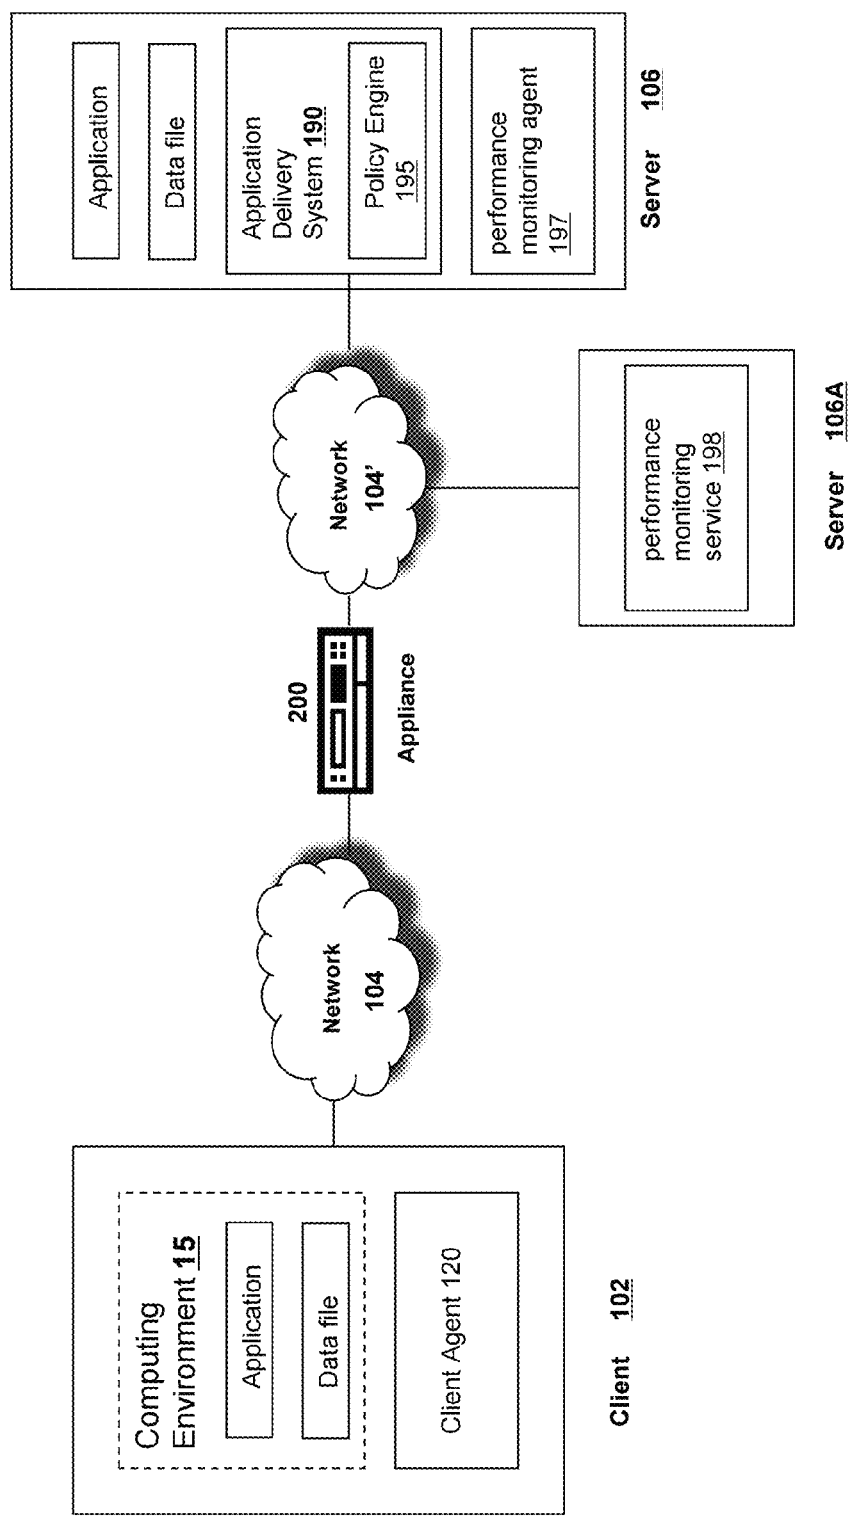 Computing
Environment 15
Application
Data file
Client Agent 120
Client 102
Network
104
200
Appliance
Network
104'
performance
monitoring
service 198
Server 106A
Application
Data file
Application
Delivery
System 190
Policy Engine
195
performance
monitoring agent
197
Server 106